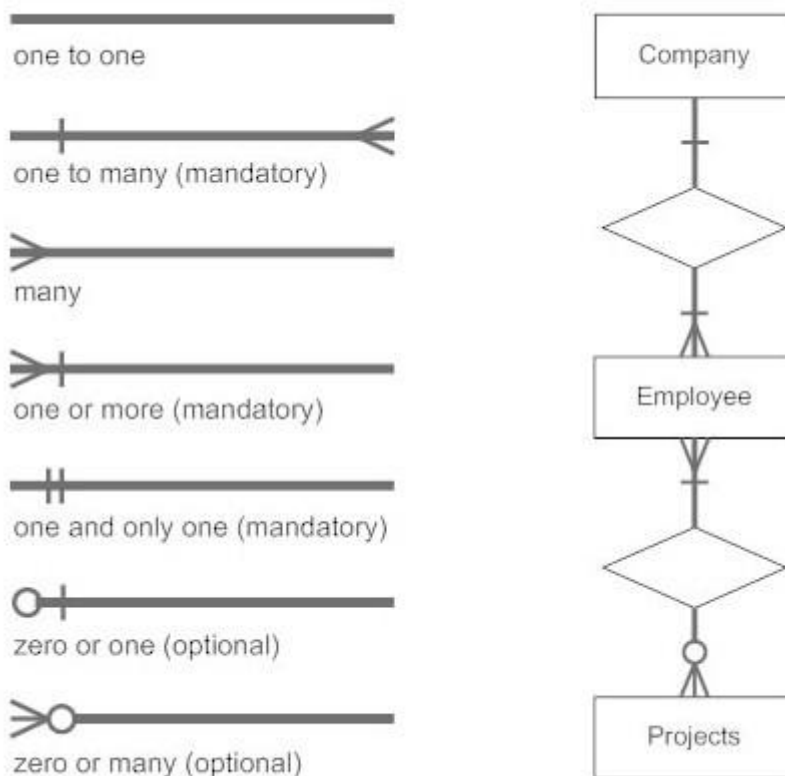 one to one
one to many (mandatory)
many
one or more (mandatory)
one and only one (mandatory)
zero or one (optional)
zero or many (optional)
Company
Employee
Projects